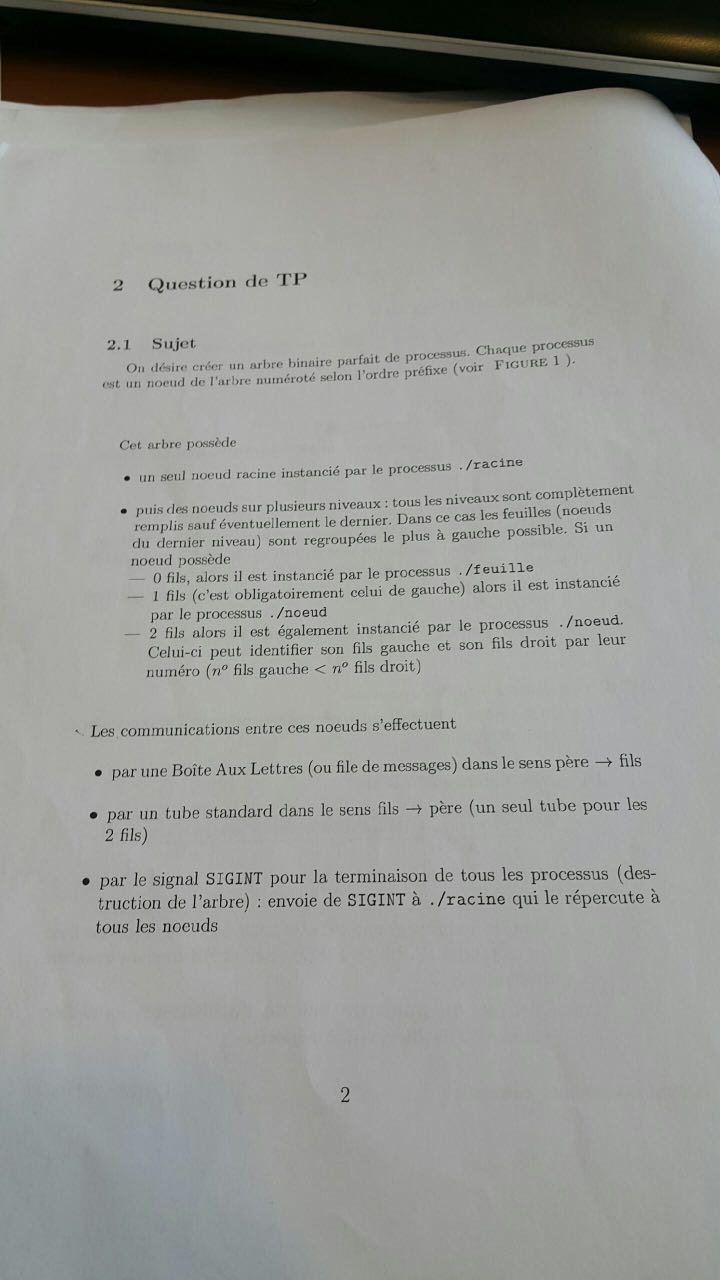 2 Question de TP
2.1 Sujet
On désire créer un arbre binaire parfait de processus. Chaque processus
est un noeud de l'arbre numéroté selon l'ordre préfixe (voir FIGURE 1 ).
Cet arbre possède
• un seul noeud racine instancié par le processus ./racine
• puis des noeuds sur plusieurs niveaux : tous les niveaux sont complètement
remplis sauf éventuellement le dernier. Dans ce cas les feuilles (noeuds
du dernier niveau) sont regroupées le plus à gauche possible. Si un
noeud possède
— 0 fils, alors il est instancié par le processus ./feuille
— 1 fils (c'est obligatoirement celui de gauche) alors il est instancié
par le processus ./noeud
— 2 fils alors il est également instancié par le processus ./noeud.
Celui-ci peut identifier son fils gauche et son fils droit par leur
numéro (nº fils gauche < nº fils droit)
Les communications entre ces noeuds s'effectuent
• par une Boîte Aux Lettres (ou file de messages) dans le sens père → fils
• par un tube standard dans le sens fils → père (un seul tube pour les
2 fils)
• par le signal SIGINT pour la terminaison de tous les processus (des-
truction de l'arbre) : envoie de SIGINT à ./racine qui le répercute à
tous les noeuds
2